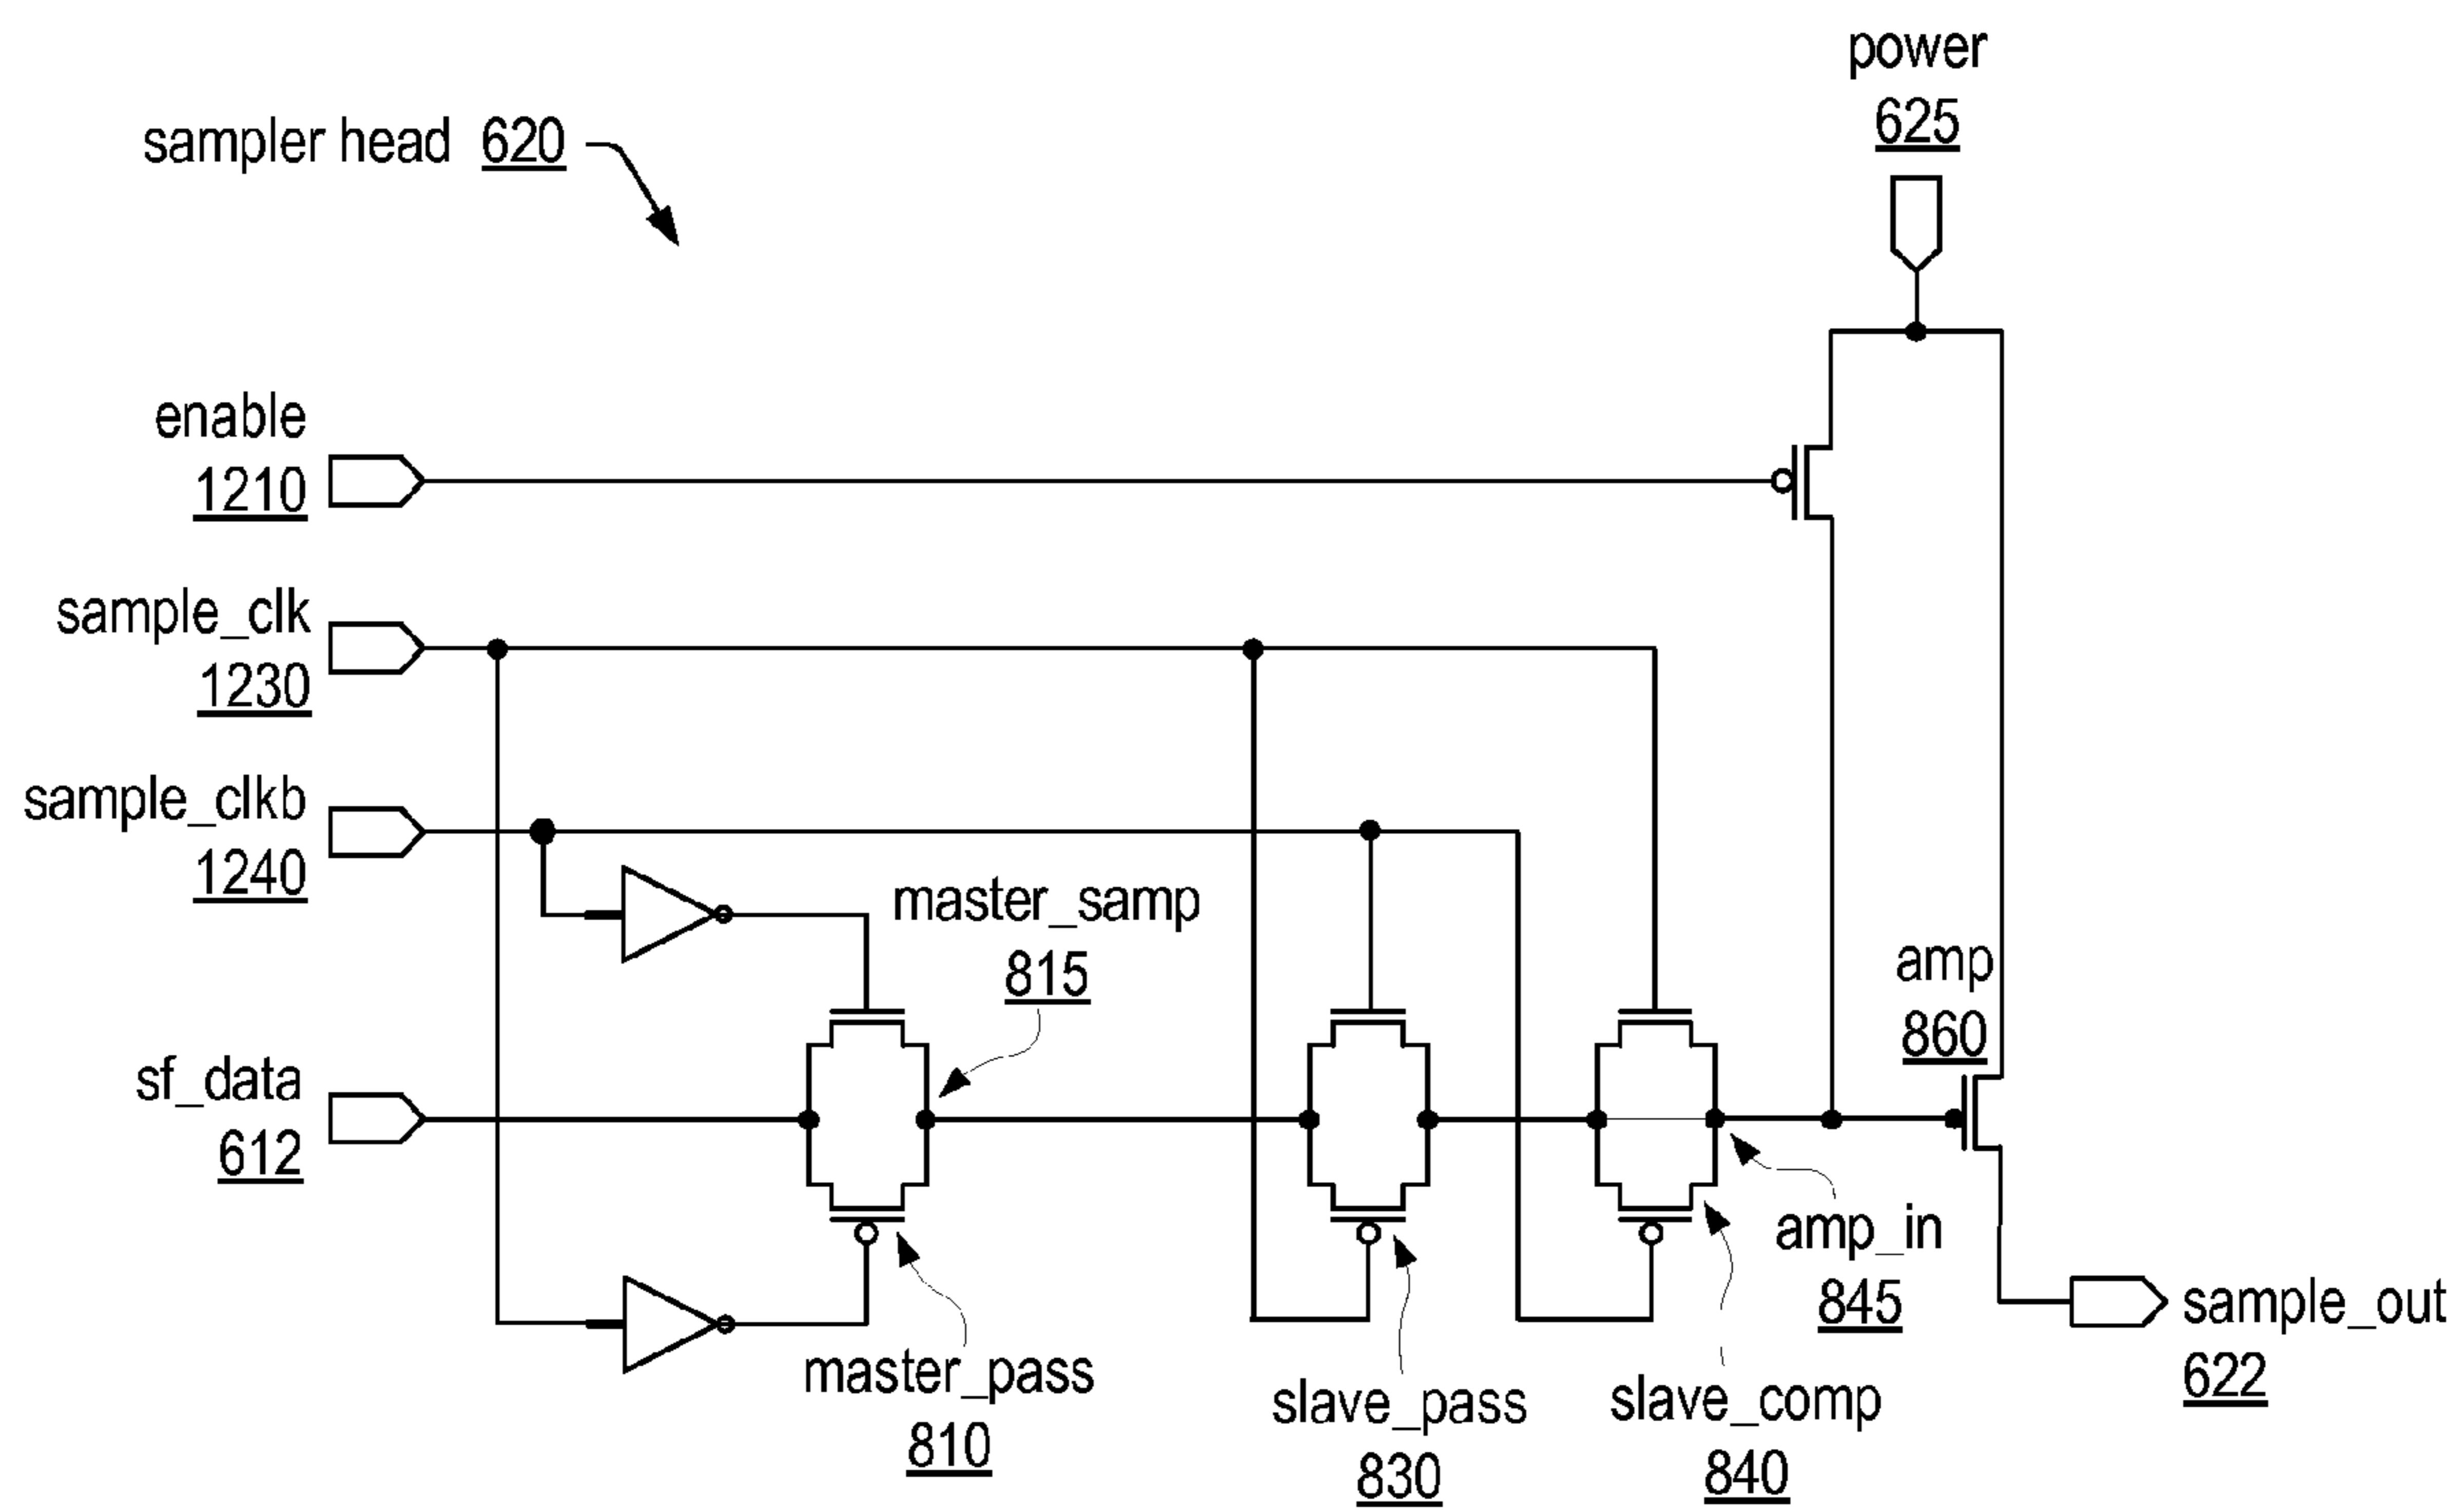 power
625
sampler head 620
enable
1210
sample_clk
1230
sample_clkb
1240
master_samp
815
amp
860
sf_data
612
amp_in
845
sample_out
622
master_pass
810
slave_pass
830
slave_comp
840